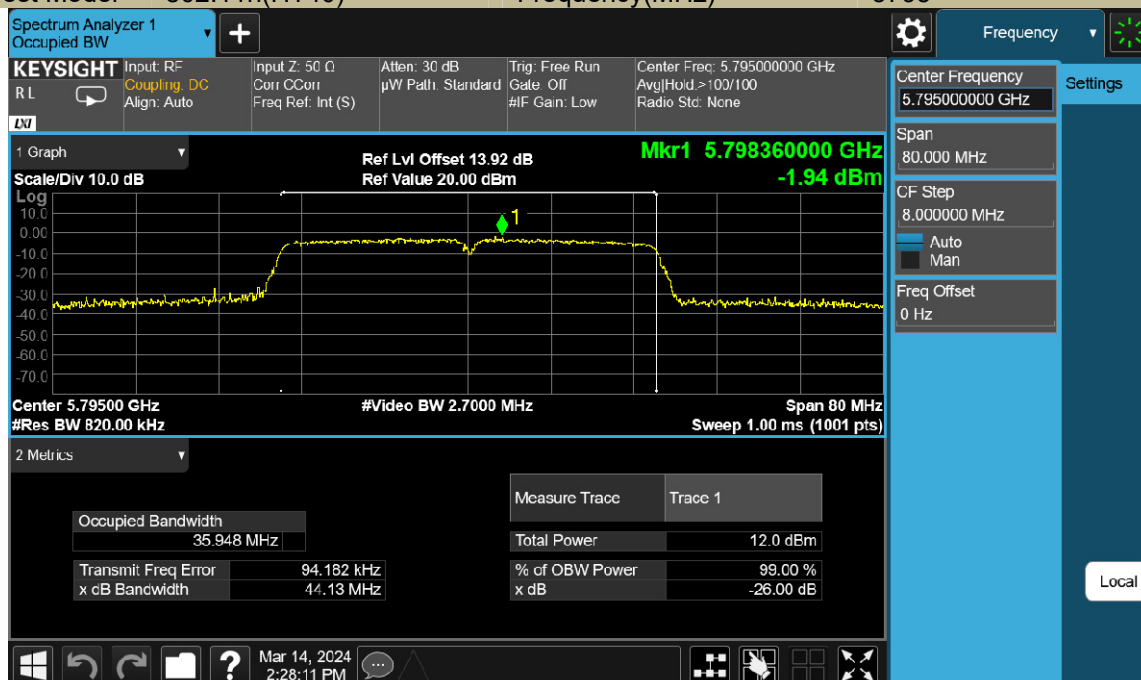 Spectrum Analyzer 1
Occupied BW
+
Frequency
KEYSIGHT
R L
LXI
Input: RF
Coupling: DC
Align: Auto
Input Z: 50 Ω
Corr CCorr
Freq Ref: Int (S)
Atten: 30 dB
µW Path: Standard
Trig: Free Run
Gate: Off
#IF Gain: Low
Center Freq: 5.795000000 GHz
Avg|Hold:>100/100
Radio Std: None
Center Frequency
5.795000000 GHz
Settings
Span
80.000 MHz
CF Step
8.000000 MHz
Auto
Man
Freq Offset
0 Hz
Local
1 Graph
Scale/Div 10.0 dB
Ref Lvl Offset 13.92 dB
Ref Value 20.00 dBm
Mkr1 5.798360000 GHz
-1.94 dBm
Log
10.0
0.00
-10.0
-20.0
-30.0
-40.0
-50.0
-60.0
-70.0
1
Center 5.79500 GHz
#Res BW 820.00 kHz
#Video BW 2.7000 MHz
Span 80 MHz
Sweep 1.00 ms (1001 pts)
2 Metrics
Occupied Bandwidth
35.948 MHz
Transmit Freq Error 94.182 kHz
x dB Bandwidth 44.13 MHz
Measure Trace Trace 1
Total Power 12.0 dBm
% of OBW Power 99.00 %
x dB -26.00 dB
?
Mar 14, 2024
2:28:11 PM